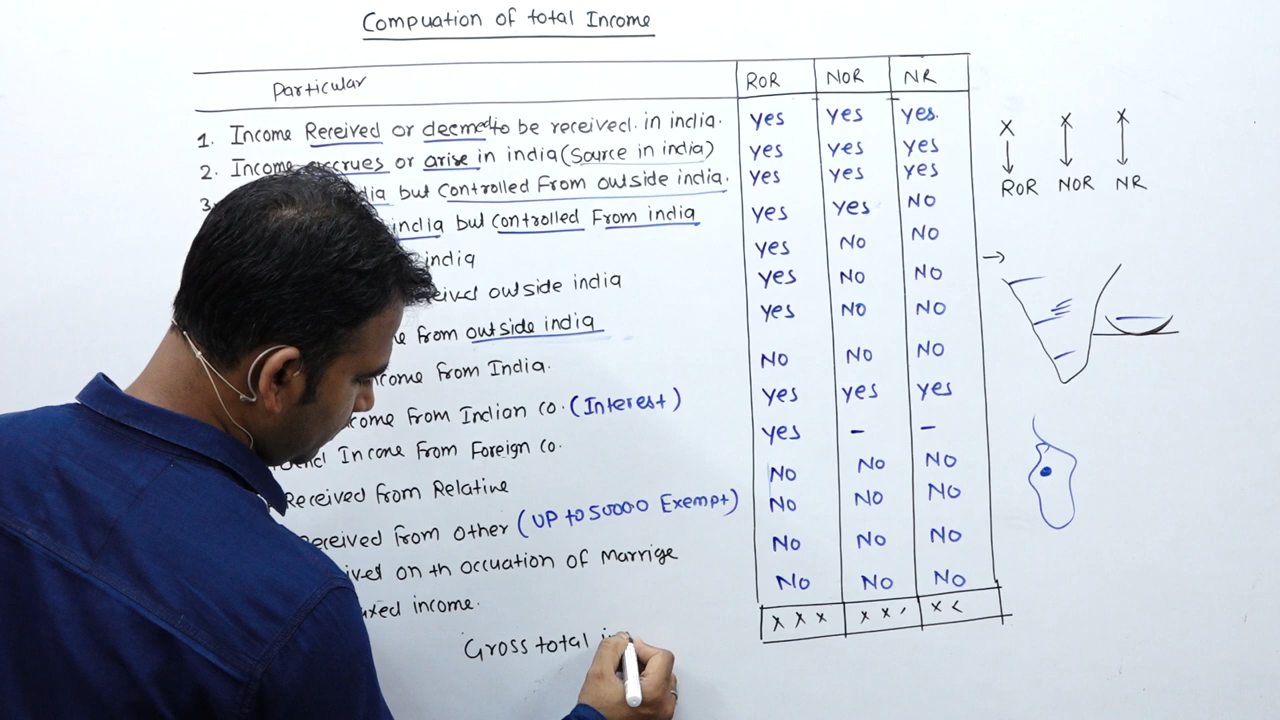 Compuation of total Income
Particular ROR NOR NR
1. Income Received or deemed to be received. in india. yes yes yes.
2. Income accrues or arise in india (Source in india) yes yes yes
3. dia but Controlled From outside india. yes yes yes
india but Controlled From india yes yes NO
india yes NO NO
outside india yes NO NO
from outside india yes NO NO
come from India. NO NO NO
come from Indian co. (Interest) yes yes yes
Income from Foreign co. yes - -
Received from Relative NO NO NO
eceived from other (UP to 50000 Exempt) NO NO NO
ived on th occuation of Marrige NO NO NO
xed income. NO NO NO
x x x x x x x
Gross total i
x x x
ROR NOR NR